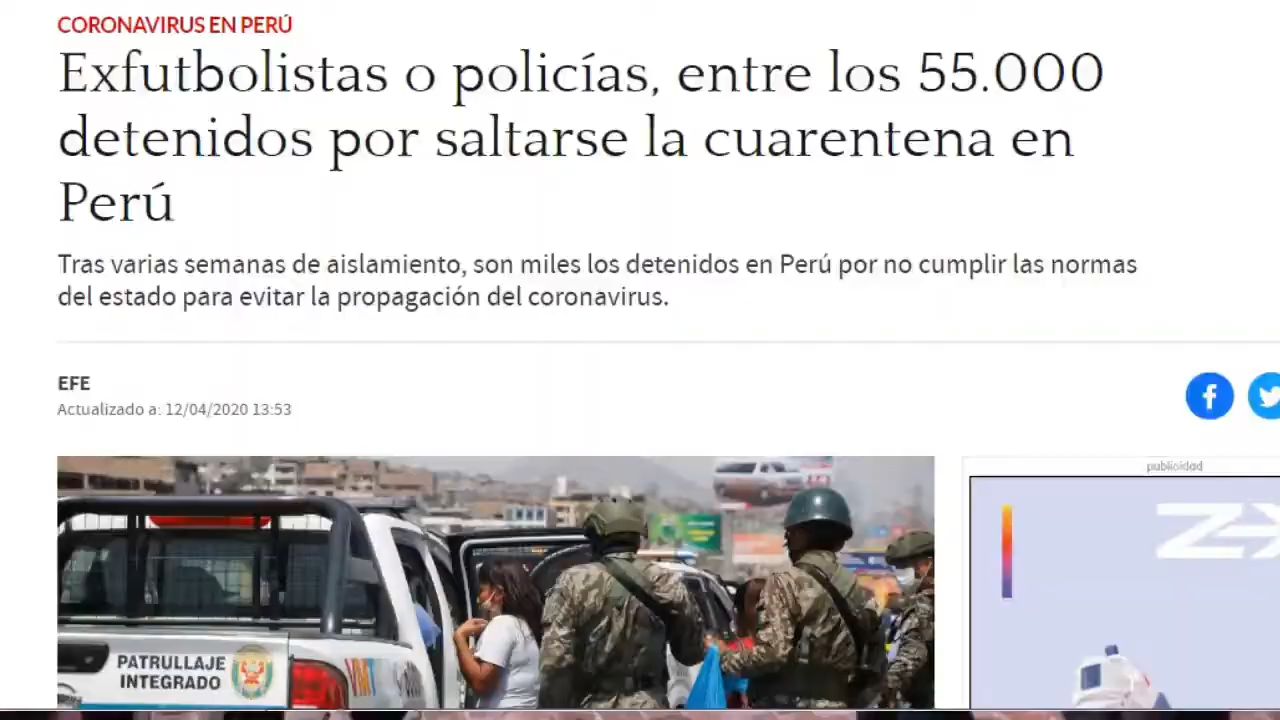 CORONAVIRUS EN PERÚ
Exfutbolistas o policías, entre los 55.000
detenidos por saltarse la cuarentena en
Perú
Tras varias semanas de aislamiento, son miles los detenidos en Perú por no cumplir las normas
del estado para evitar la propagación del coronavirus.
EFE
Actualizado a: 12/04/2020 13:53
publicidad
PATRULLAJE
INTEGRADO